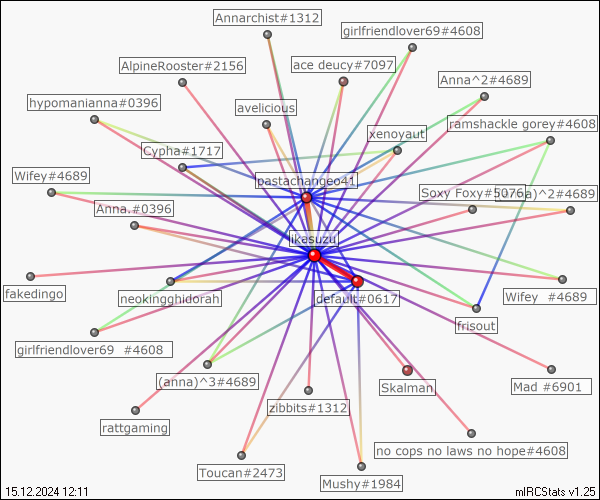 Annarchist#1312
girlfriendlover69#4608
AlpineRooster#2156
ace deucy#7097
Anna^2#4689
hypomanianna#0396
avelicious
ramshackle gorey#4608
xenoyaut
Cypha#1717
Wifey#4689
pastachangeo41
Soxy Foxy#5076
)^2#4689
Anna.#0396
ikasuzu
fakedingo
neokingghidorah
default#0617
Wifey  #4689
frisout
girlfriendlover69  #4608
(anna)^3#4689
Skalman
Mad #6901
zibbits#1312
rattgaming
no cops no laws no hope#4608
Toucan#2473
Mushy#1984
15.12.2024 12:11
mIRCStats v1.25